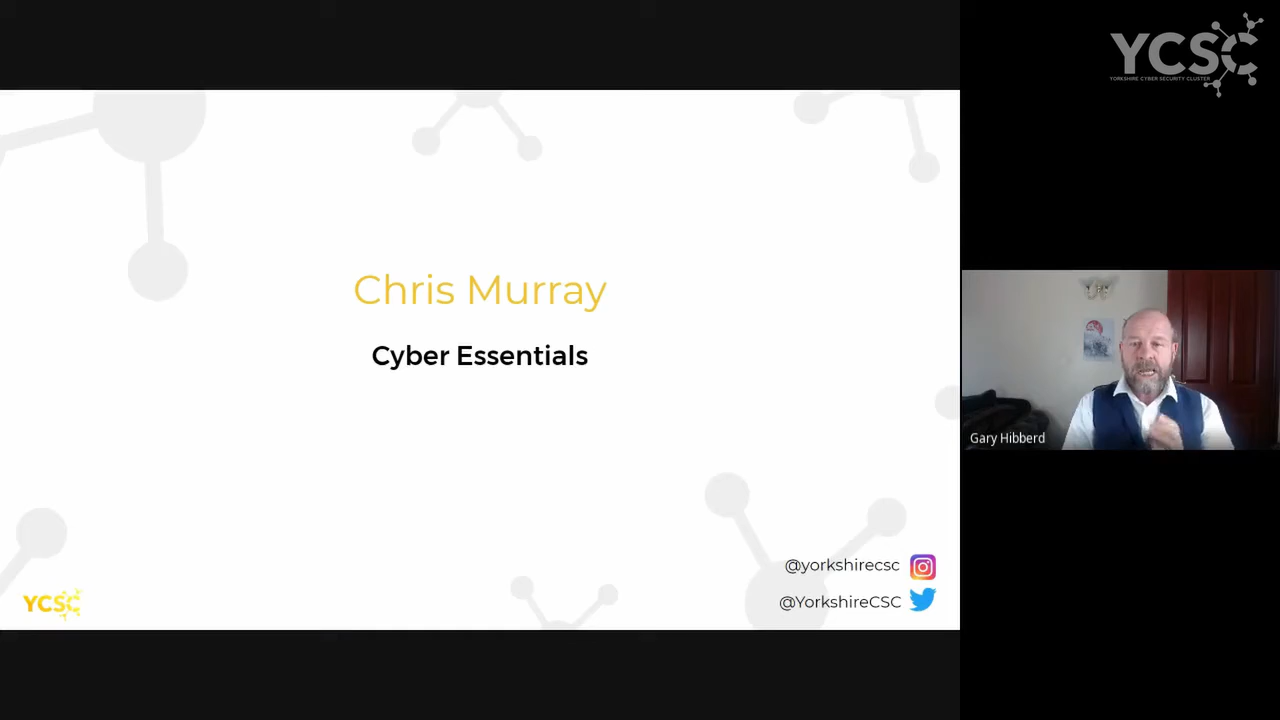 YCSC
YORKSHIRE CYBER SECURITY CLUSTER
Chris Murray
Cyber Essentials
Gary Hibberd
@yorkshirecsc
@YorkshireCSC
YCSC